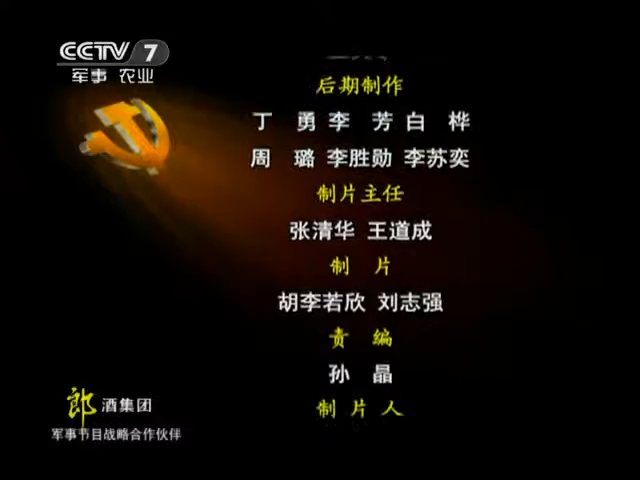 CCTV 7
军事 农业
后期制作
丁 勇 李 芳 白 桦
周 璐 李胜勋 李苏奕
制片主任
张清华 王道成
制 片
胡李若欣 刘志强
责 编
孙 晶
制 片 人
郎酒集团
军事节目战略合作伙伴